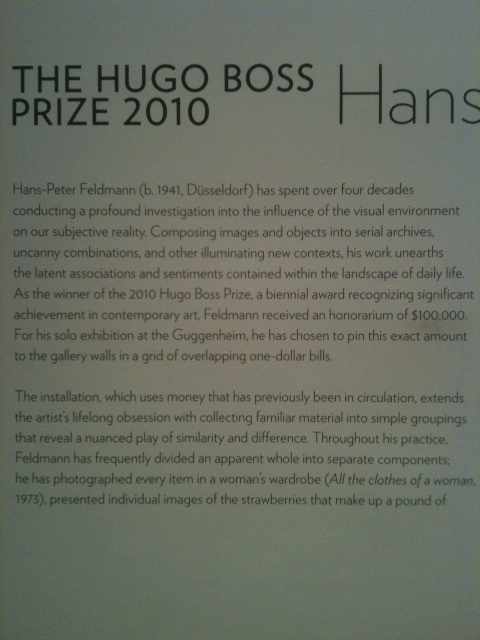 THE HUGO BOSS
PRIZE 2010
Hans
Hans-Peter Feldmann (b. 1941, Düsseldorf) has spent over four decades
conducting a profound investigation into the influence of the visual environment
on our subjective reality. Composing images and objects into serial archives,
uncanny combinations, and other illuminating new contexts, his work unearths
the latent associations and sentiments contained within the landscape of daily life.
As the winner of the 2010 Hugo Boss Prize, a biennial award recognizing significant
achievement in contemporary art, Feldmann received an honorarium of $100,000.
For his solo exhibition at the Guggenheim, he has chosen to pin this exact amount
to the gallery walls in a grid of overlapping one-dollar bills.
The installation, which uses money that has previously been in circulation, extends
the artist's lifelong obsession with collecting familiar material into simple groupings
that reveal a nuanced play of similarity and difference. Throughout his practice,
Feldmann has frequently divided an apparent whole into separate components;
he has photographed every item in a woman's wardrobe (All the clothes of a woman,
1973), presented individual images of the strawberries that make up a pound of